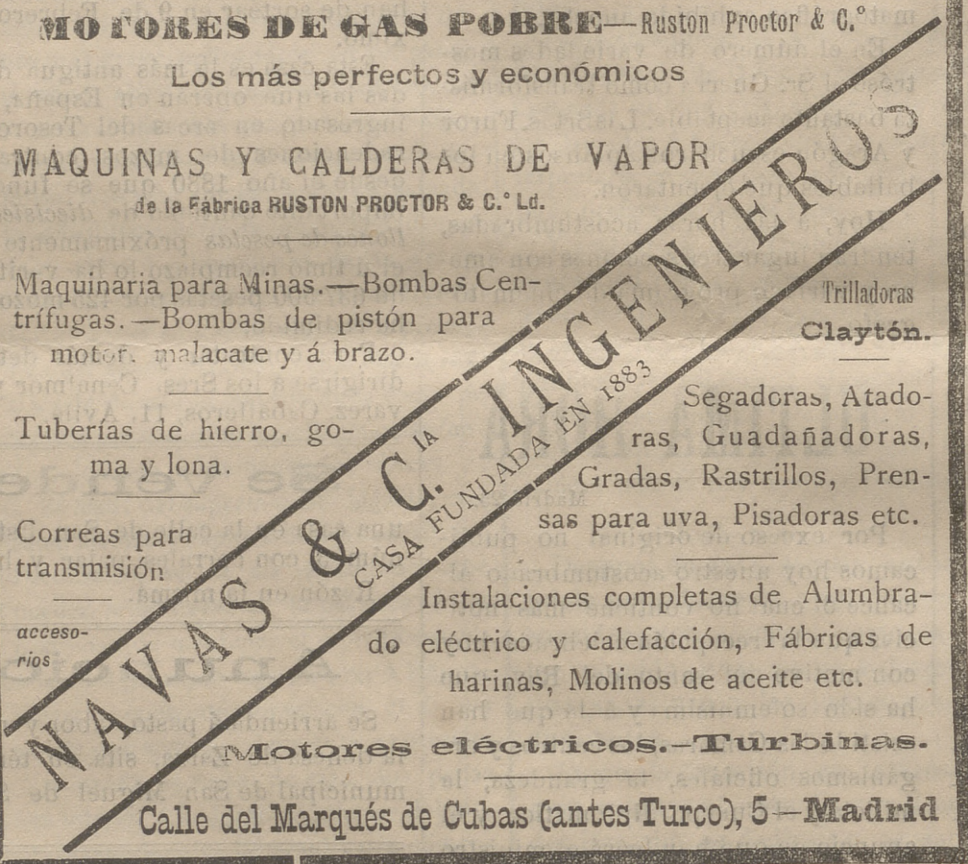 MOTORES DE GAS POBRE—Ruston Proctor & C.º
Los más perfectos y económicos
MAQUINAS Y CALDERAS DE VAPOR
de la Fábrica RUSTON PROCTOR & C.º Ld.
Maquinaria para Minas.—Bombas Cen-
trífugas.—Bombas de pistón para
motor, malacate y á brazo.
Tuberías de hierro, go-
ma y lona.
Correas para
transmisión
acceso-
rios
NAVAS & C.IA INGENIEROS
CASA FUNDADA EN 1883
Trilladoras
Claytón.
Segadoras, Atado-
ras, Guadañadoras,
Gradas, Rastrillos, Pren-
sas para uva, Pisadoras etc.
Instalaciones completas de Alumbra-
do eléctrico y calefacción, Fábricas de
harinas, Molinos de aceite etc.
Motores eléctricos.—Turbinas.
Calle del Marqués de Cubas (antes Turco), 5—Madrid